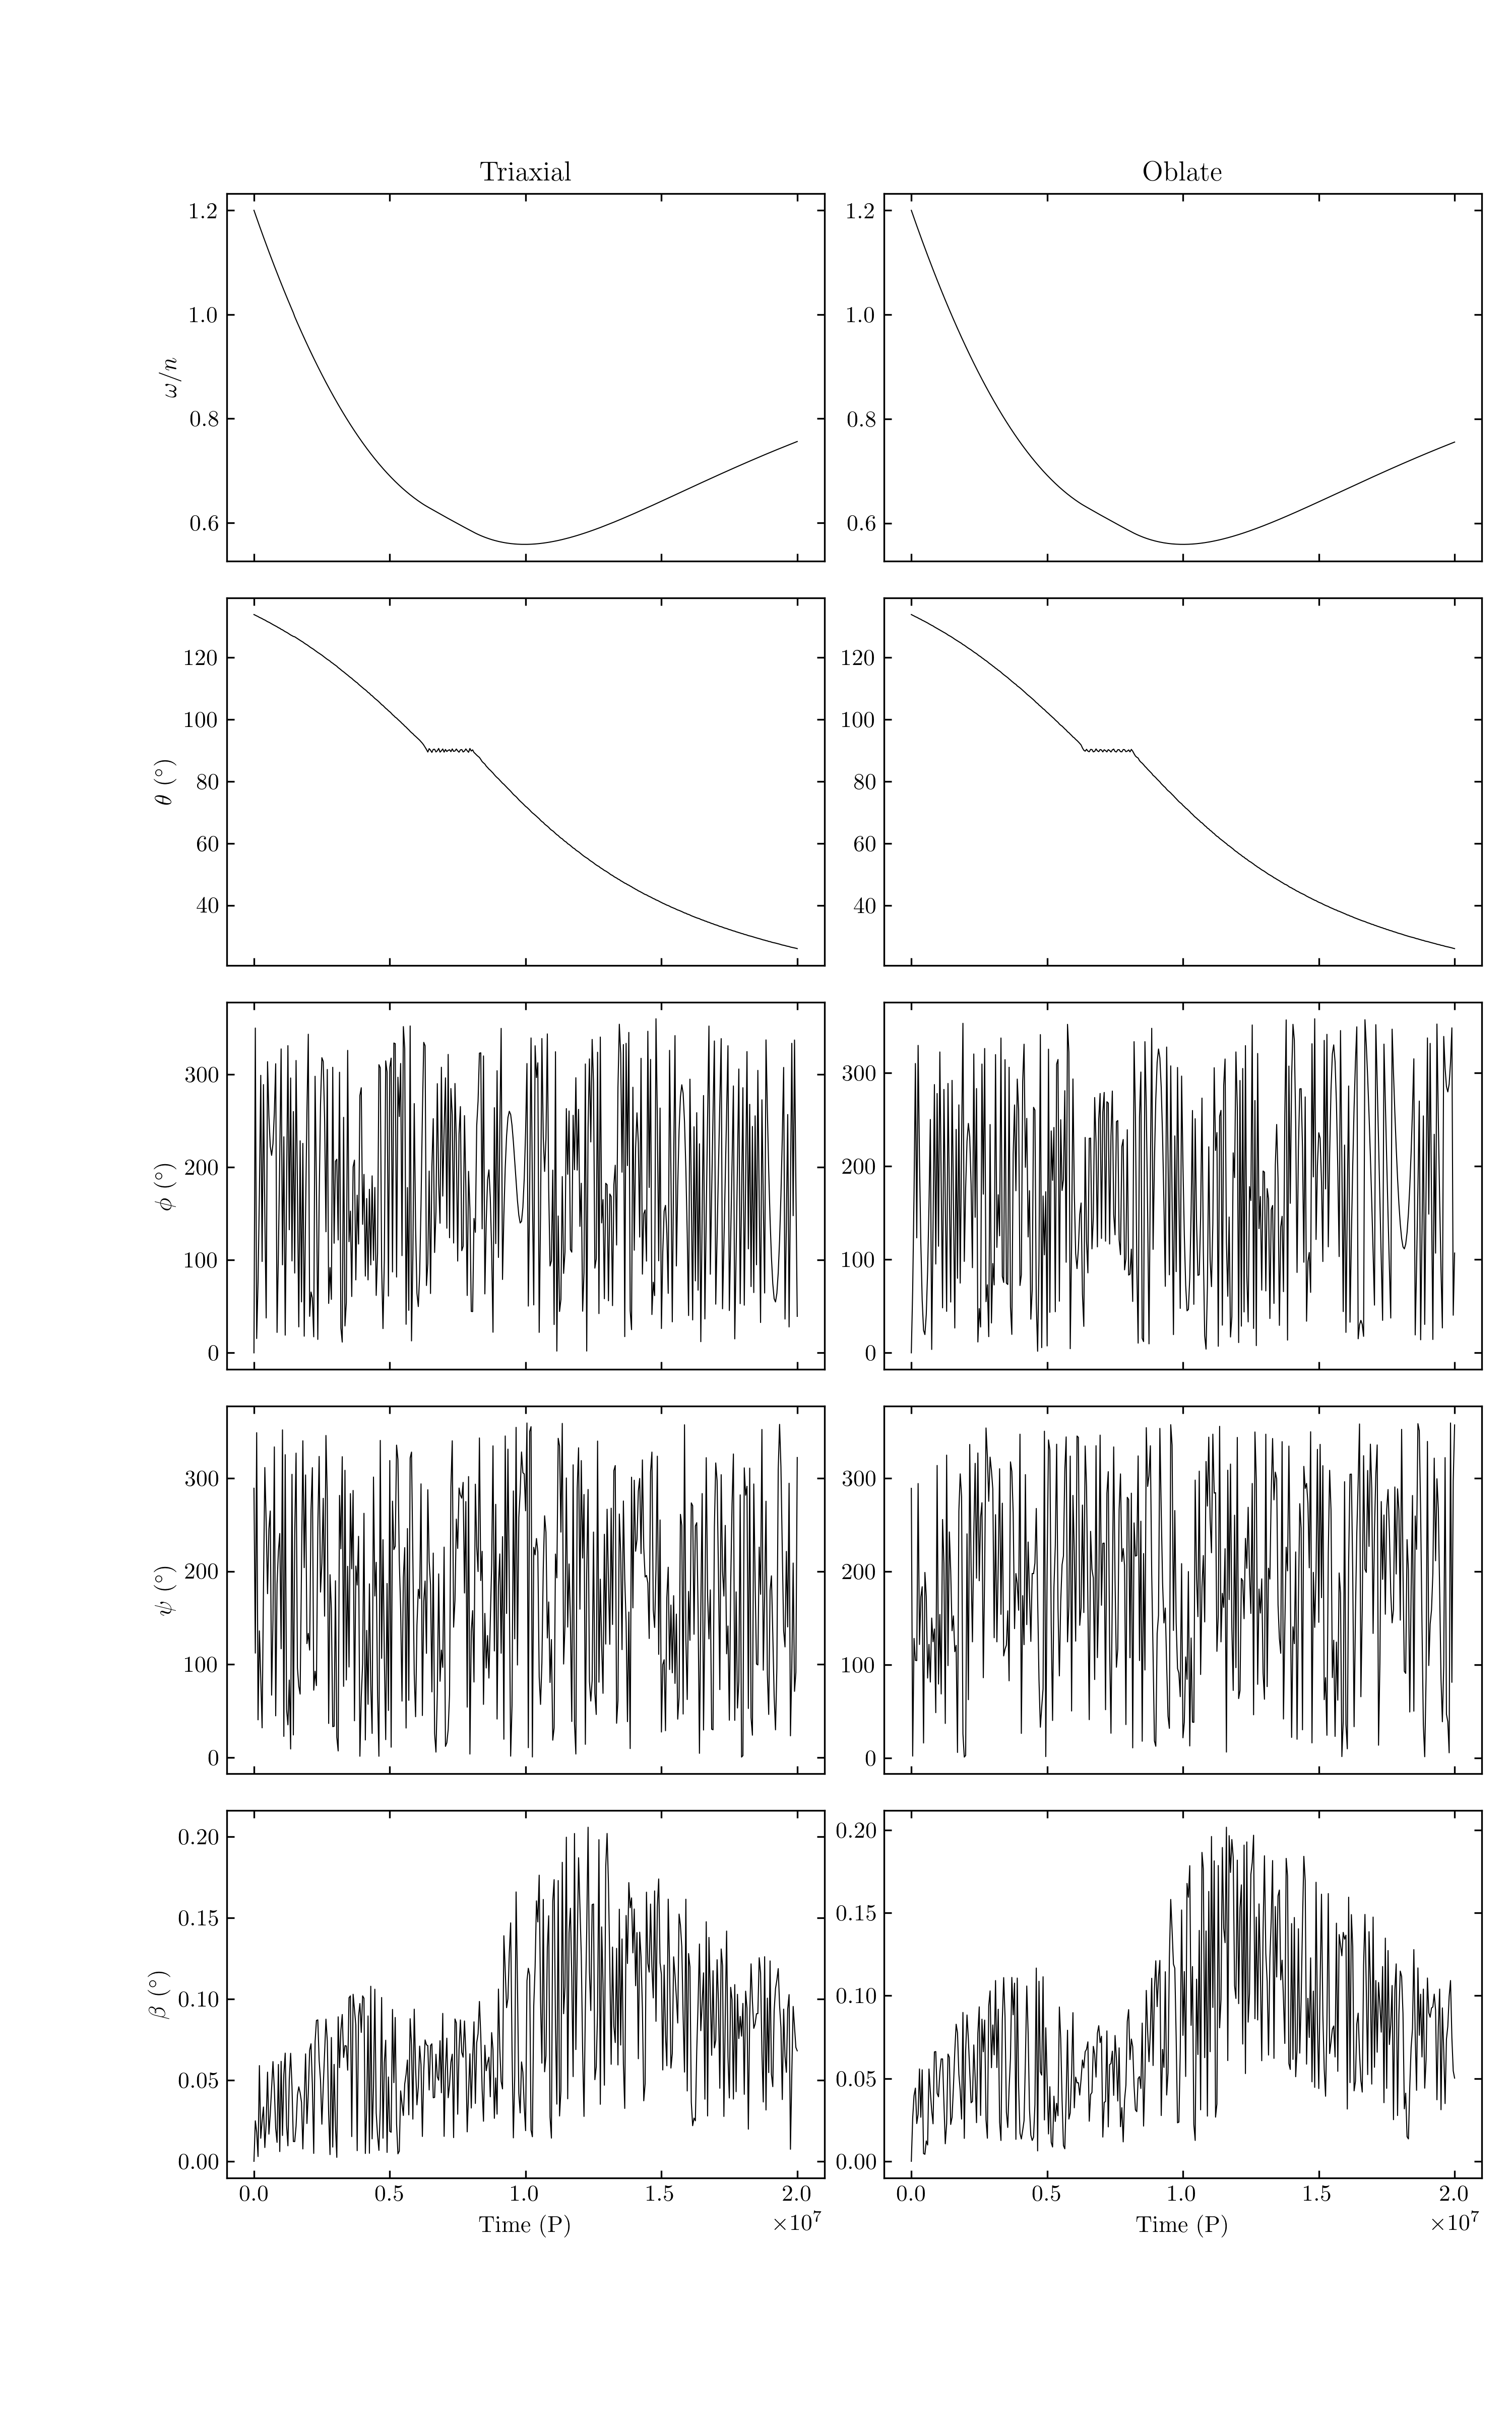 Triaxial Oblate
1.2 1.2
1.0 1.0
ω/n
0.8 0.8
0.6 0.6
120 120
100 100
θ (°)
80 80
60 60
40 40
300 300
200 200
ϕ (°)
100 100
0 0
300 300
200 200
ψ (°)
100 100
0 0
0.20 0.20
0.15 0.15
β (°)
0.10 0.10
0.05 0.05
0.00 0.00
0.0 0.5 1.0 1.5 2.0 0.0 0.5 1.0 1.5 2.0
Time (P) ×10⁷ Time (P) ×10⁷